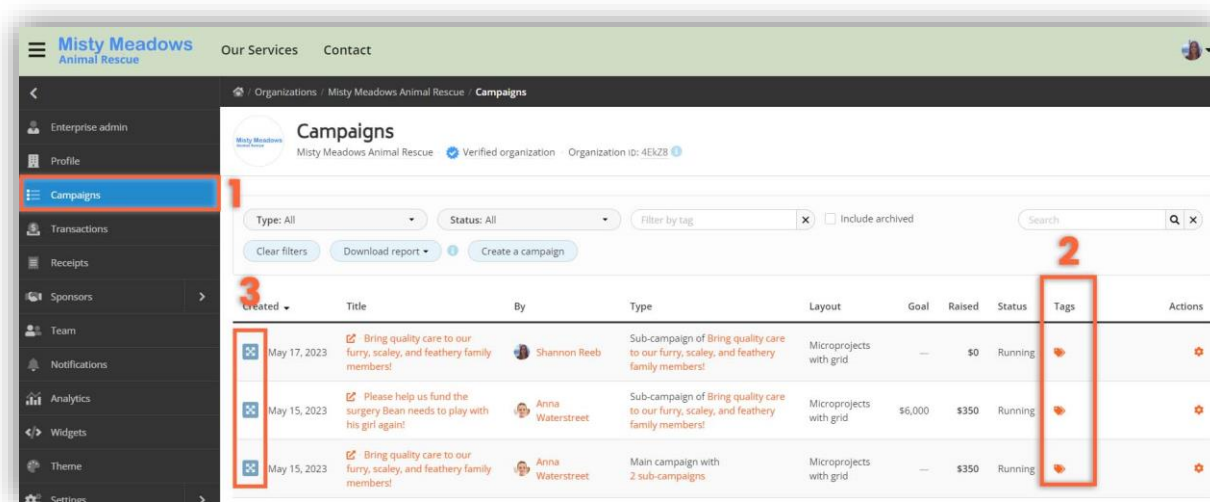 Misty Meadows
Animal Rescue
Our Services Contact
/ Organizations / Misty Meadows Animal Rescue / Campaigns
Enterprise admin
Profile
Campaigns
Transactions
Receipts
Sponsors
Team
Notifications
Analytics
Widgets
Theme
Settings
1
Misty Meadows
Animal Rescue
Campaigns
Misty Meadows Animal Rescue Verified organization Organization ID: 4EkZ8
Type: All Status: All Filter by tag Include archived Search
Clear filters Download report Create a campaign
2
3
Created Title By Type Layout Goal Raised Status Tags Actions
May 17, 2023
Bring quality care to our
furry, scaley, and feathery family
members!
Shannon Reeb
Sub-campaign of Bring quality care
to our furry, scaley, and feathery
family members!
Microprojects
with grid
— $0 Running
May 15, 2023
Please help us fund the
surgery Bean needs to play with
his girl again!
Anna
Waterstreet
Sub-campaign of Bring quality care
to our furry, scaley, and feathery
family members!
Microprojects
with grid
$6,000 $350 Running
May 15, 2023
Bring quality care to our
furry, scaley, and feathery family
members!
Anna
Waterstreet
Main campaign with
2 sub-campaigns
Microprojects
with grid
— $350 Running